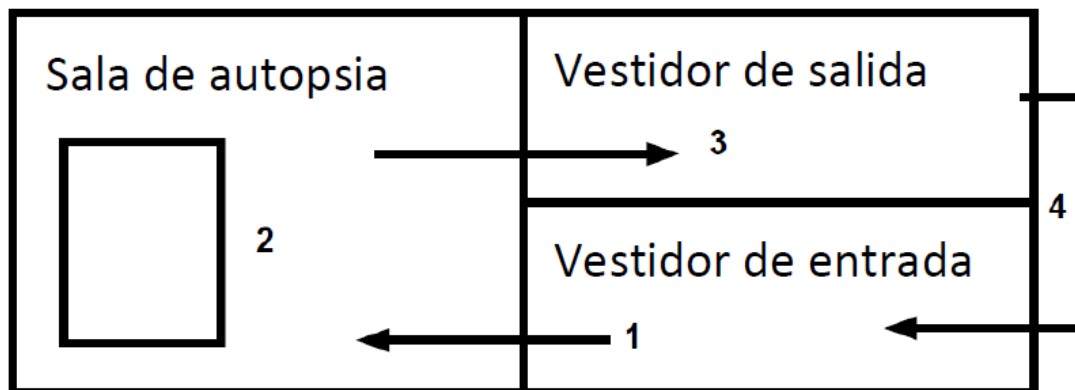 Sala de autopsia
Vestidor de salida
3
2
4
Vestidor de entrada
1